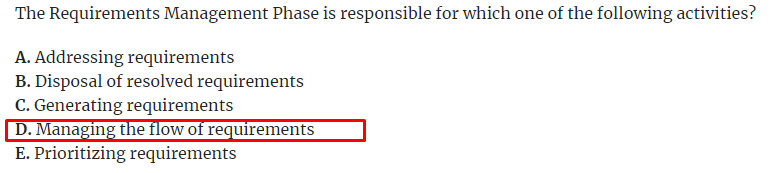 The Requirements Management Phase is responsible for which one of the following activities?
A. Addressing requirements
B. Disposal of resolved requirements
C. Generating requirements
D. Managing the flow of requirements
E. Prioritizing requirements